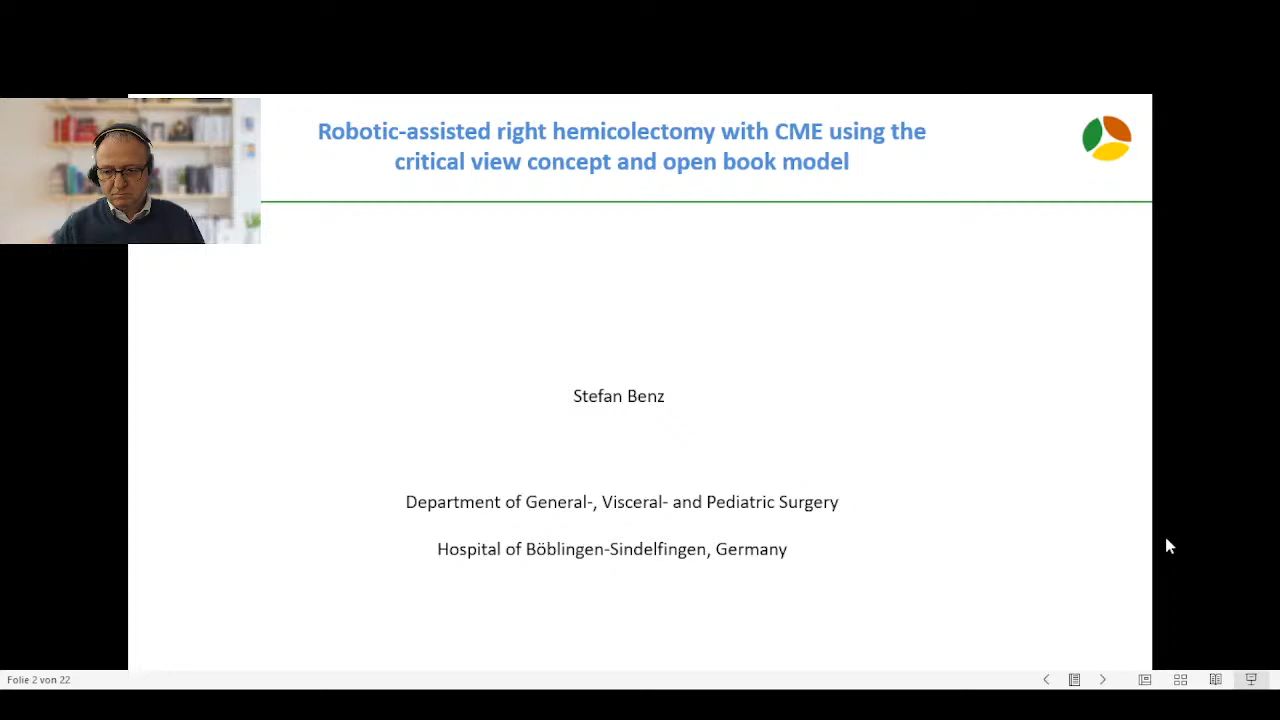 Robotic-assisted right hemicolectomy with CME using the
critical view concept and open book model
Stefan Benz
Department of General-, Visceral- and Pediatric Surgery
Hospital of Böblingen-Sindelfingen, Germany
Folie 2 von 22